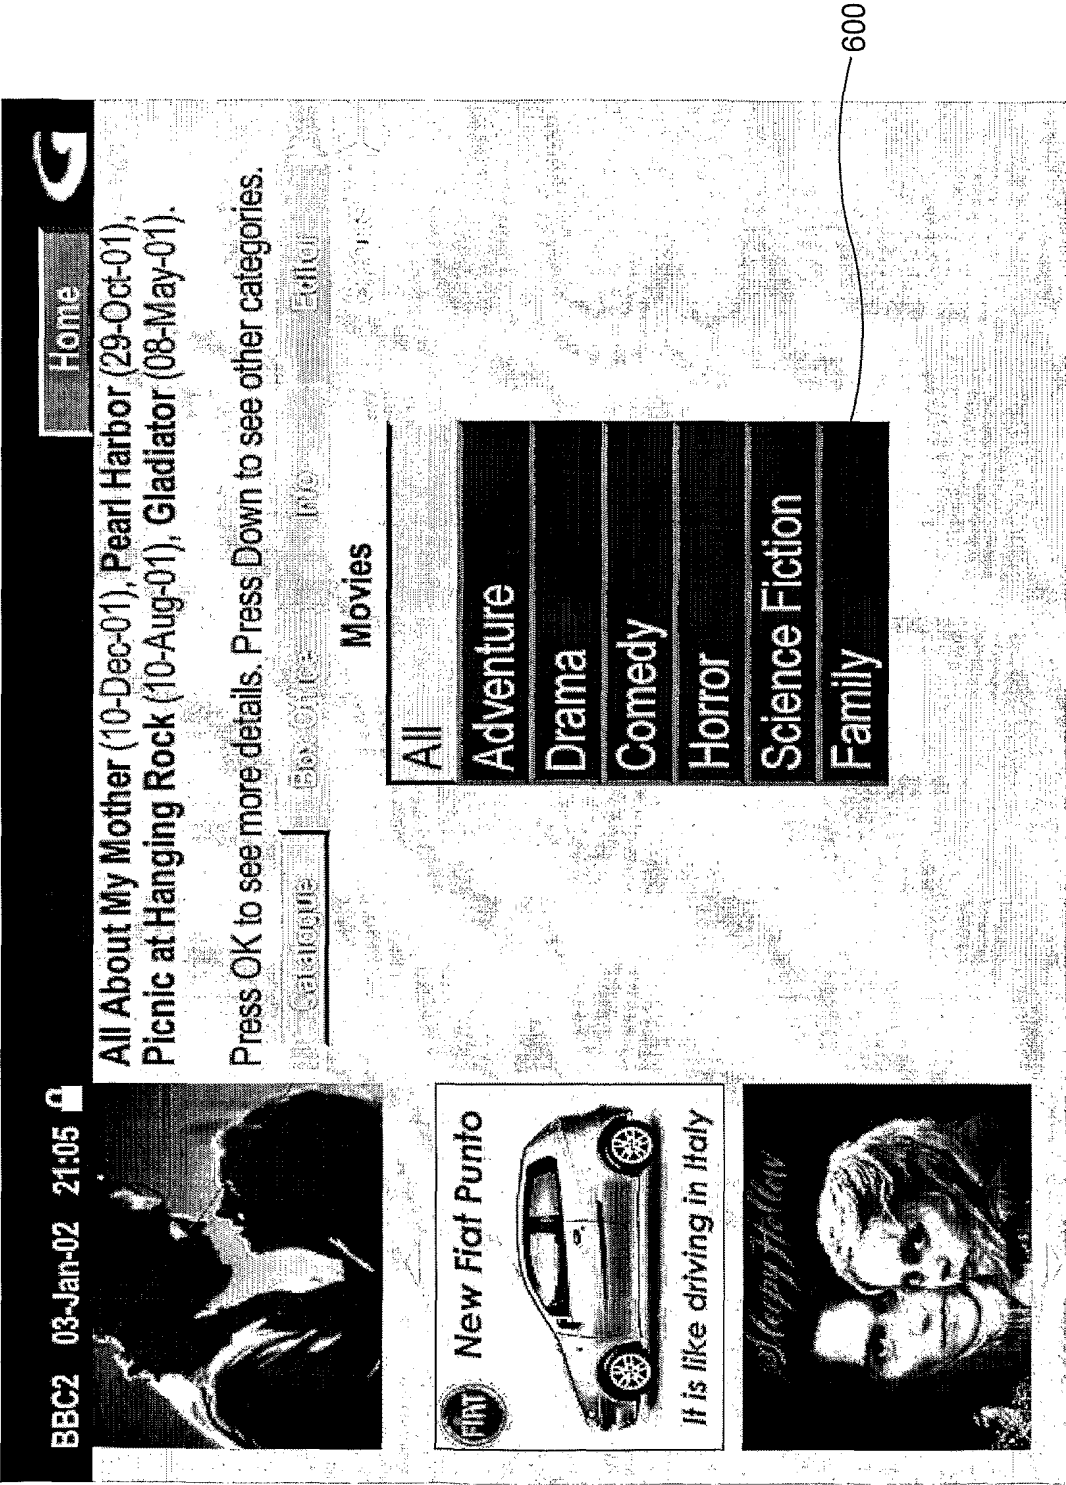 BBC2 03-Jan-02 21:05
Home
All About My Mother (10-Dec-01), Pearl Harbor (29-Oct-01),
Picnic at Hanging Rock (10-Aug-01), Gladiator (08-May-01).
Press OK to see more details. Press Down to see other categories.
Catalogue Box Office Info Editor
Movies
All
Adventure
Drama
Comedy
Horror
Science Fiction
Family
FIAT New Fiat Punto
It is like driving in Italy
Sleepy Hollow
600